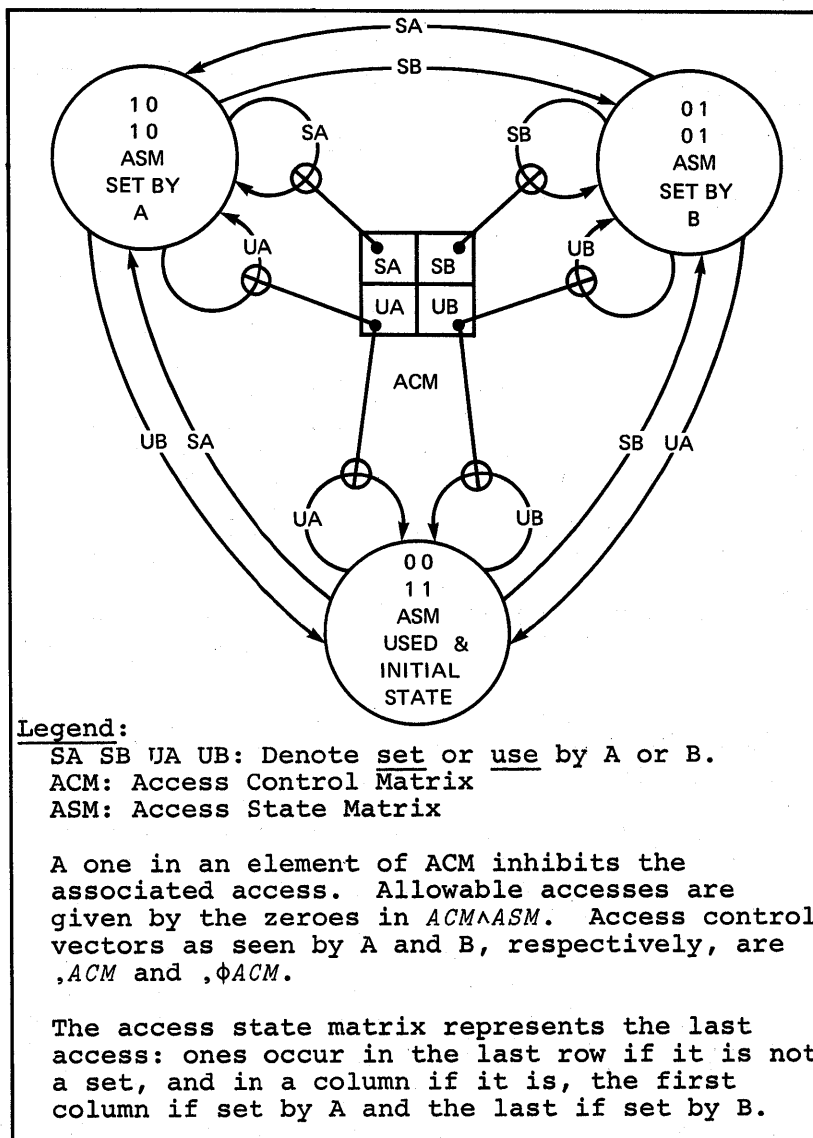 SA
SB
1 0
1 0
ASM
SET BY
A
0 1
0 1
ASM
SET BY
B
SA
SB
UA
UB
SA SB
UA UB
ACM
UB SA
SB UA
UA
UB
0 0
1 1
ASM
USED &
INITIAL
STATE
Legend:
SA SB UA UB: Denote set or use by A or B.
ACM: Access Control Matrix
ASM: Access State Matrix
A one in an element of ACM inhibits the
associated access. Allowable accesses are
given by the zeroes in ACM∧ASM. Access control
vectors as seen by A and B, respectively, are
,ACM and ,⌽ACM.
The access state matrix represents the last
access: ones occur in the last row if it is not
a set, and in a column if it is, the first
column if set by A and the last if set by B.